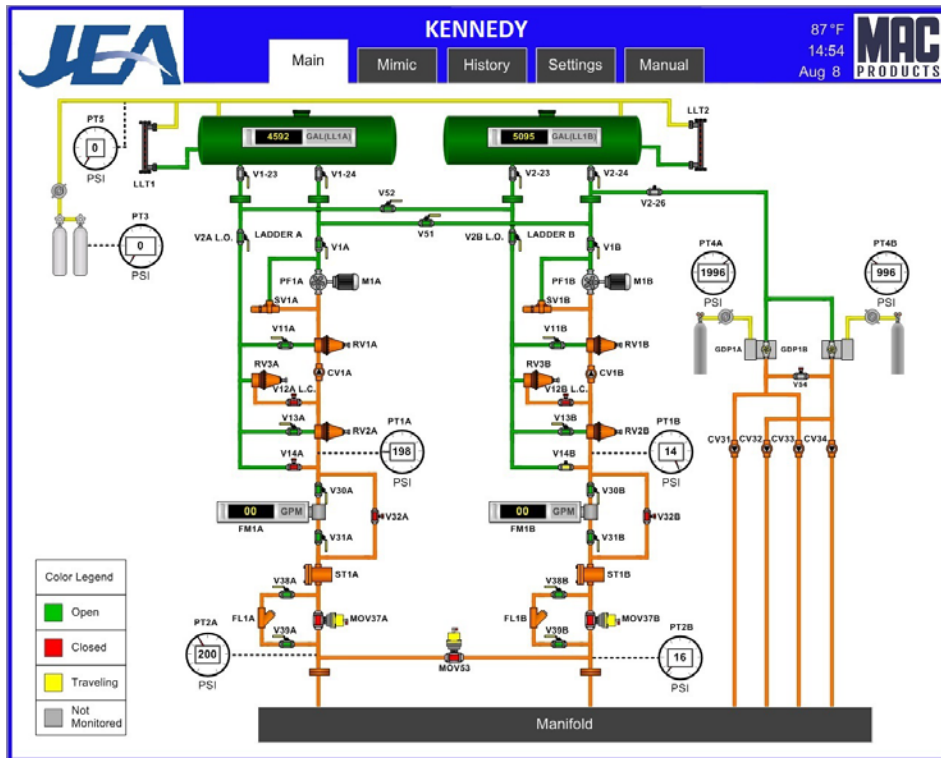 JEA
KENNEDY
87 °F
14:54
Aug 8
MAC
PRODUCTS
Main
Mimic
History
Settings
Manual
PT5
0
PSI
LLT1
4592 GAL(LL1A)
5095 GAL(LL1B)
LLT2
V1-23
V1-24
V2-23
V2-24
V52
V2-26
PT3
0
PSI
V2A L.O.
LADDER A
V51
V2B L.O.
LADDER B
V1A
V1B
PT4A
1996
PSI
PT4B
996
PSI
PF1A
M1A
PF1B
M1B
SV1A
SV1B
V11A
RV1A
V11B
RV1B
GDP1A
GDP1B
RV3A
CV1A
RV3B
CV1B
V54
V12A L.C.
V12B L.C.
V13A
RV2A
PT1A
198
PSI
V13B
RV2B
PT1B
14
PSI
CV31
CV32
CV33
CV34
V14A
V14B
V30A
V30B
00 GPM
FM1A
V32A
00 GPM
FM1B
V32B
V31A
V31B
Color Legend
Open
Closed
Traveling
Not
Monitored
ST1A
ST1B
V38A
V38B
FL1A
MOV37A
FL1B
MOV37B
PT2A
200
PSI
V39A
V39B
PT2B
16
PSI
MOV53
Manifold